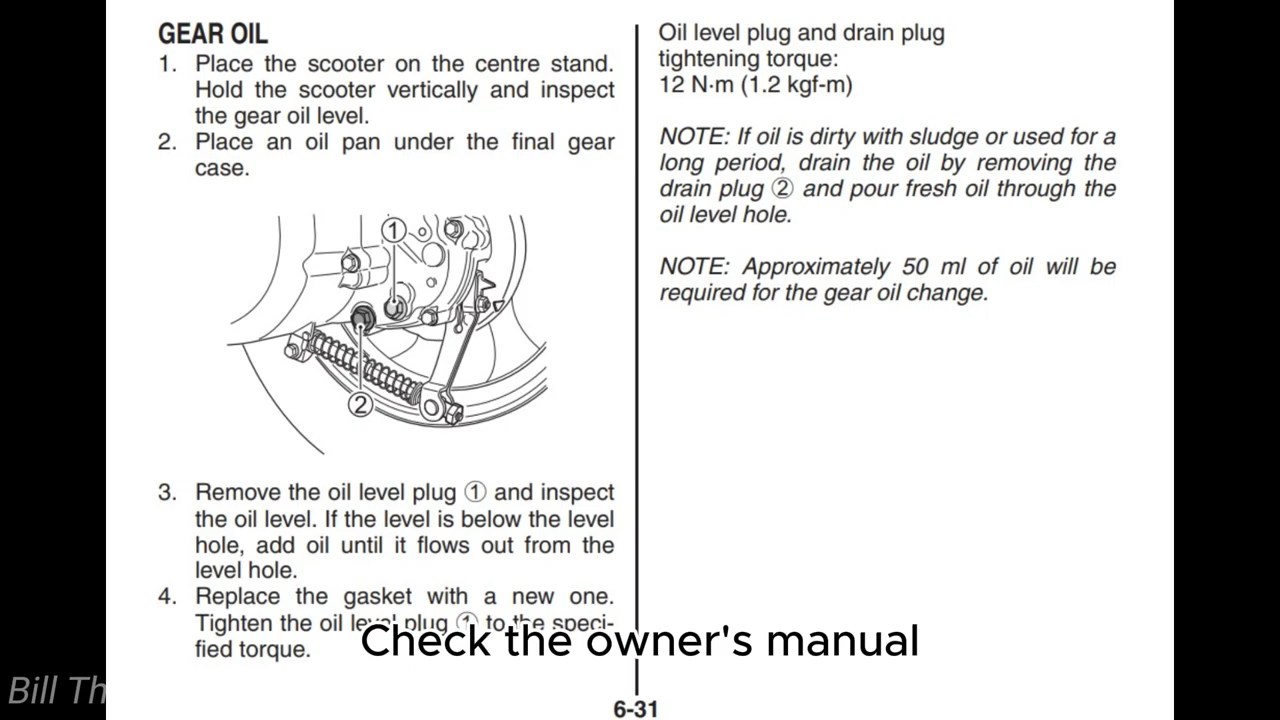 GEAR OIL
1. Place the scooter on the centre stand.
Hold the scooter vertically and inspect
the gear oil level.
2. Place an oil pan under the final gear
case.
1
2
3. Remove the oil level plug ① and inspect
the oil level. If the level is below the level
hole, add oil until it flows out from the
level hole.
4. Replace the gasket with a new one.
Tighten the oil level plug ① to the speci-
fied torque.
Oil level plug and drain plug
tightening torque:
12 N·m (1.2 kgf-m)
NOTE: If oil is dirty with sludge or used for a
long period, drain the oil by removing the
drain plug ② and pour fresh oil through the
oil level hole.
NOTE: Approximately 50 ml of oil will be
required for the gear oil change.
Check the owner's manual
Bill Th
6-31